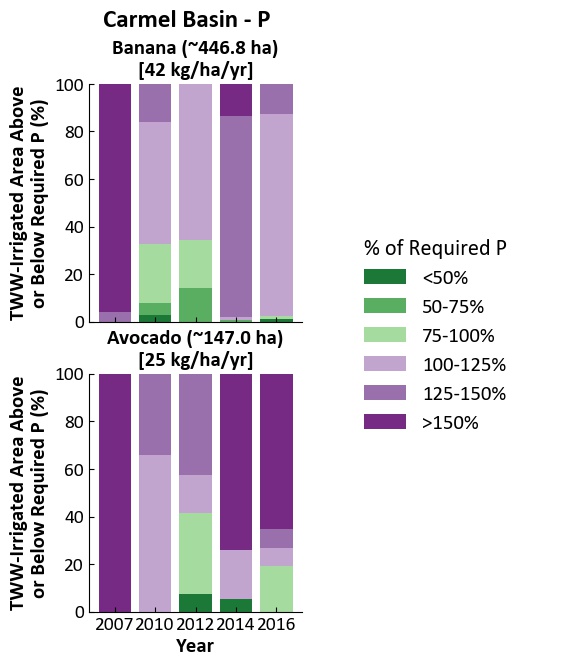 Carmel Basin - P
Banana (~446.8 ha)
[42 kg/ha/yr]
TWW-Irrigated Area Above
or Below Required P (%)
100
80
60
40
20
0
Avocado (~147.0 ha)
[25 kg/ha/yr]
TWW-Irrigated Area Above
or Below Required P (%)
100
80
60
40
20
0
2007 2010 2012 2014 2016
Year
% of Required P
<50%
50-75%
75-100%
100-125%
125-150%
>150%